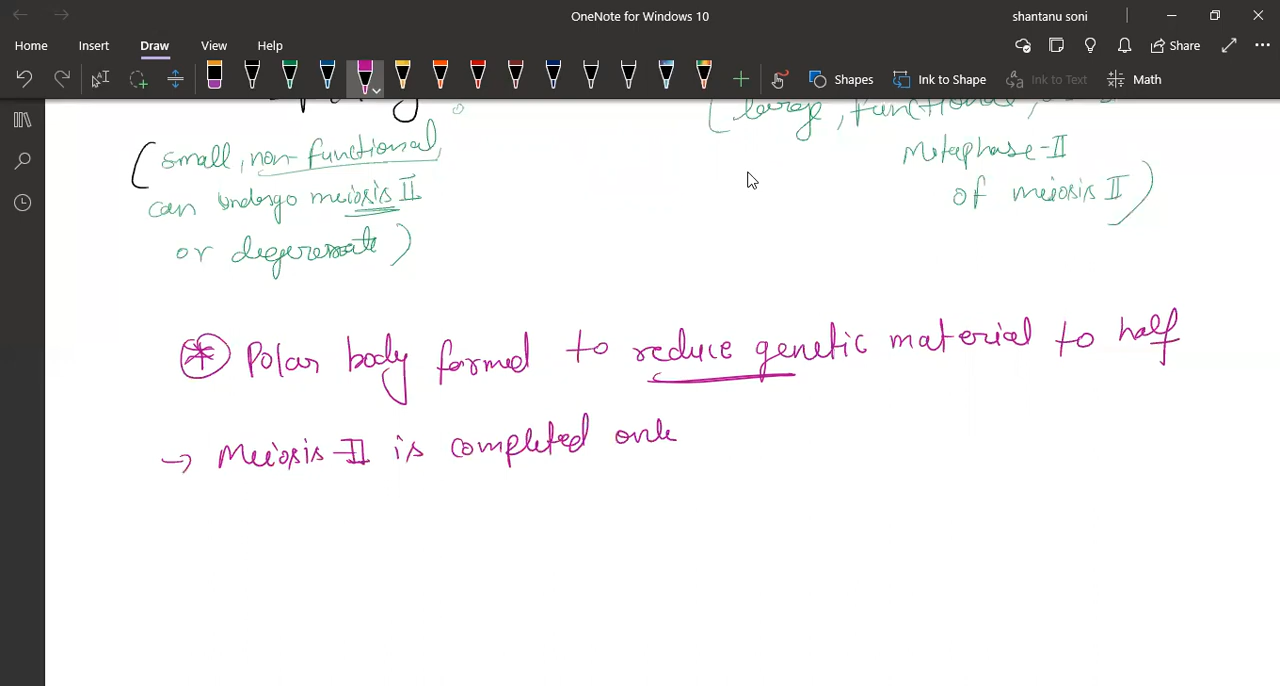 OneNote for Windows 10
shantanu soni
Home Insert Draw View Help
Share
Shapes Ink to Shape Ink to Text Math
(small, non-functional,
can undergo meiosis II
or degenerate)
(large, functional,
Metaphase-II
of meiosis II)
* Polar body formed to reduce genetic material to half
→ Meiosis-II is completed